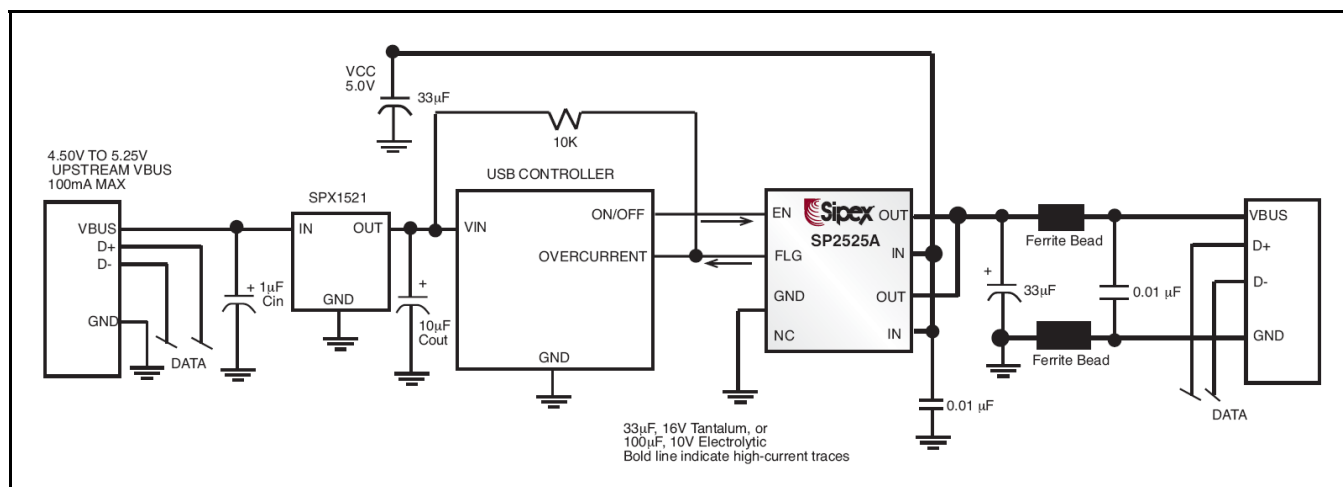 VCC
5.0V
33µF
10K
4.50V TO 5.25V
UPSTREAM VBUS
100mA MAX
SPX1521
USB CONTROLLER
VBUS
D+
D-
GND
DATA
+ 1µF
Cin
IN
OUT
GND
+
10µF
Cout
VIN
ON/OFF
OVERCURRENT
GND
EN
FLG
GND
NC
Sipex
SP2525A
OUT
IN
OUT
IN
0.01 µF
+
33µF
Ferrite Bead
Ferrite Bead
0.01 µF
VBUS
D+
D-
GND
DATA
33µF, 16V Tantalum, or
100µF, 10V Electrolytic
Bold line indicate high-current traces